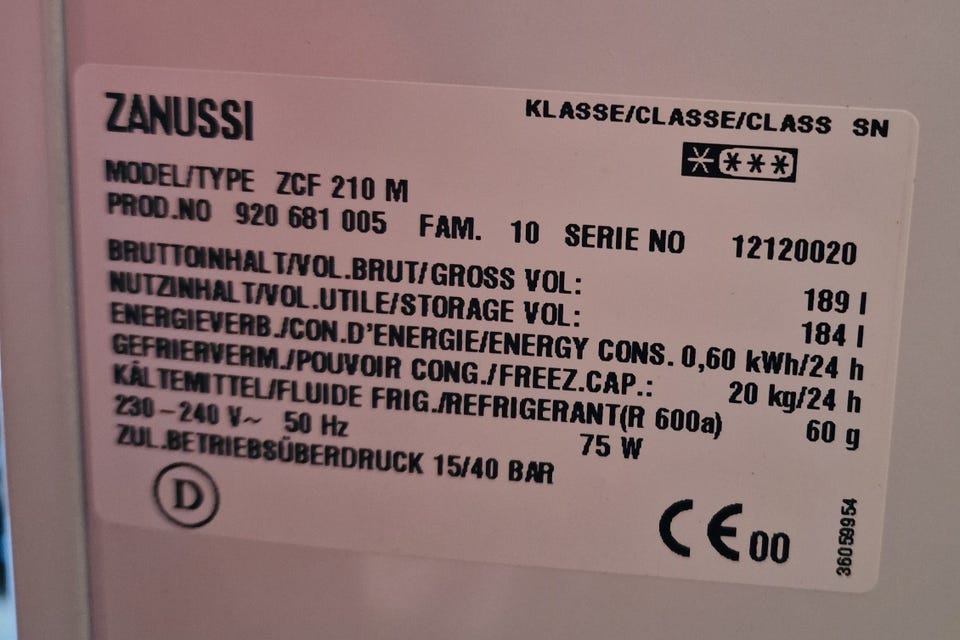 ZANUSSI
KLASSE/CLASSE/CLASS SN
MODEL/TYPE ZCF 210 M
PROD.NO 920 681 005 FAM. 10 SERIE NO 12120020
BRUTTOINHALT/VOL.BRUT/GROSS VOL: 189 l
NUTZINHALT/VOL.UTILE/STORAGE VOL: 184 l
ENERGIEVERB./CON.D'ENERGIE/ENERGY CONS. 0,60 kWh/24 h
GEFRIERVERM./POUVOIR CONG./FREEZ.CAP.: 20 kg/24 h
KÄLTEMITTEL/FLUIDE FRIG./REFRIGERANT(R 600a) 60 g
230-240 V~ 50 Hz 75 W
ZUL.BETRIEBSÜBERDRUCK 15/40 BAR
D
CE00
36059954